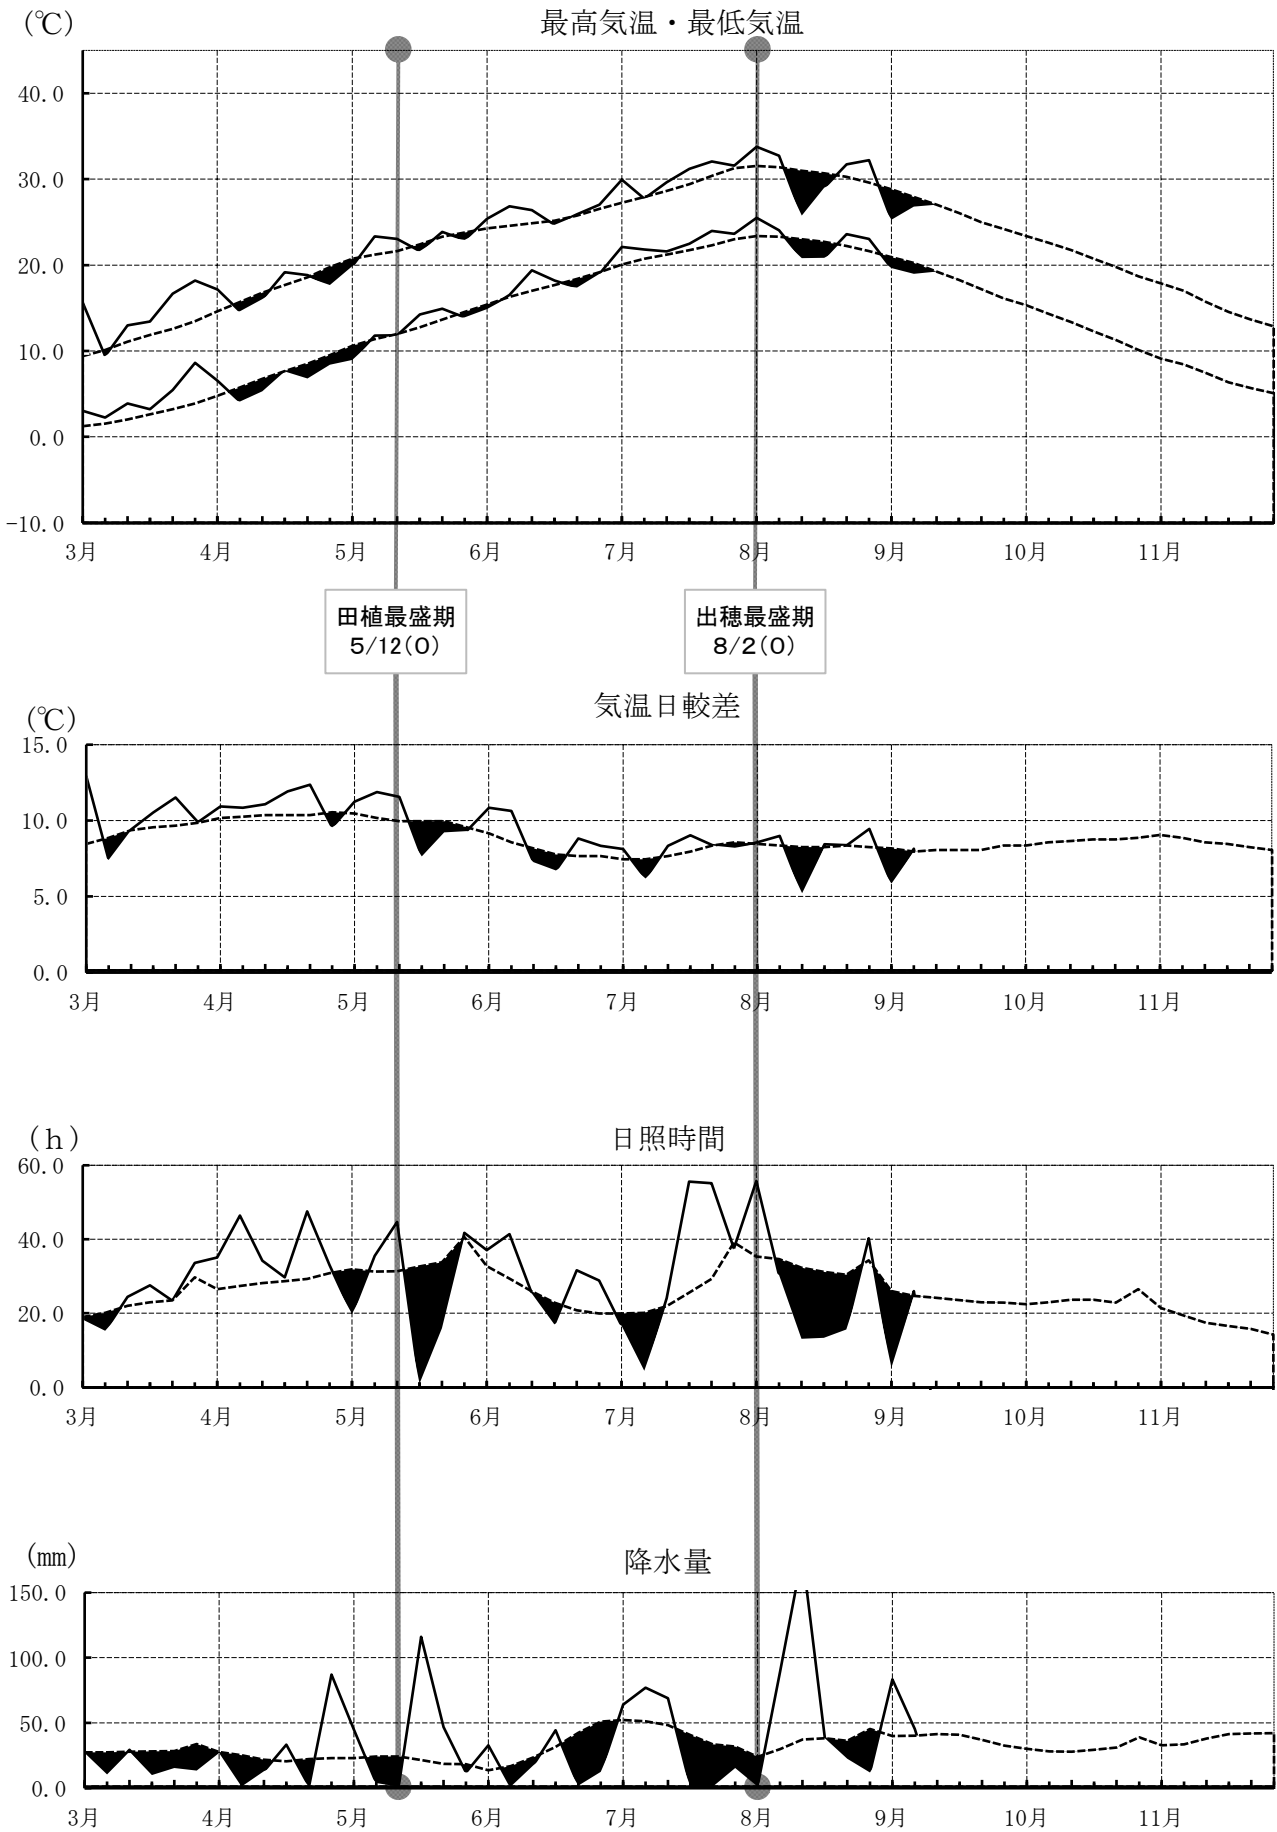 (℃)
最高気温・最低気温
40.0
30.0
20.0
10.0
0.0
-10.0
3月 4月 5月 6月 7月 8月 9月 10月 11月
田植最盛期
5/12(0)
出穂最盛期
8/2(0)
(℃)
気温日較差
15.0
10.0
5.0
0.0
3月 4月 5月 6月 7月 8月 9月 10月 11月
(h)
日照時間
60.0
40.0
20.0
0.0
3月 4月 5月 6月 7月 8月 9月 10月 11月
(mm)
降水量
150.0
100.0
50.0
0.0
3月 4月 5月 6月 7月 8月 9月 10月 11月